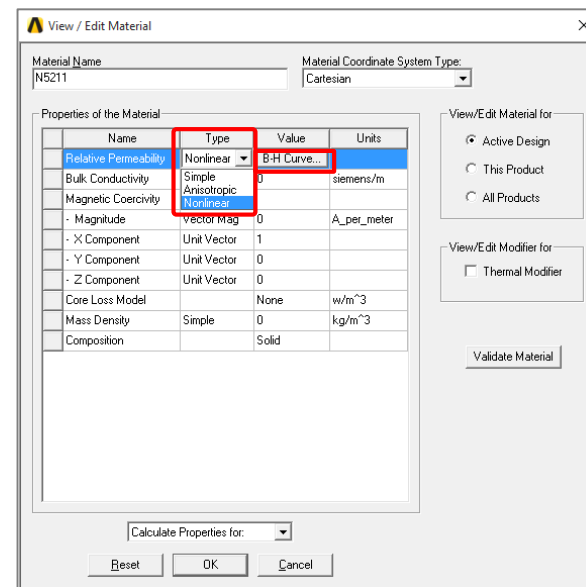 View / Edit Material
Material Name
Material Coordinate System Type:
N5211
Cartesian
Properties of the Material
View/Edit Material for
Name Type Value Units
Relative Permeability Nonlinear B-H Curve...
Simple
Anisotropic
Nonlinear
Bulk Conductivity 0 siemens/m
Magnetic Coercivity
- Magnitude Vector Mag 0 A_per_meter
- X Component Unit Vector 1
- Y Component Unit Vector 0
- Z Component Unit Vector 0
Core Loss Model None w/m^3
Mass Density Simple 0 kg/m^3
Composition Solid
Active Design
This Product
All Products
View/Edit Modifier for
Thermal Modifier
Validate Material
Calculate Properties for:
Reset OK Cancel